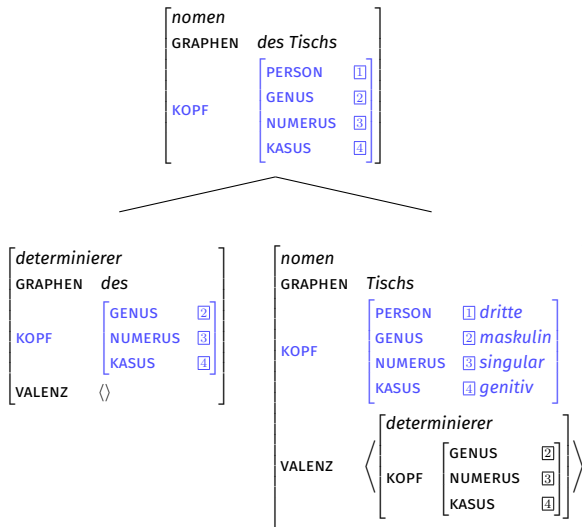 nomen
GRAPHEN des Tischs
PERSON 1
GENUS 2
KOPF
NUMERUS 3
KASUS 4
determinierer
GRAPHEN des
GENUS 2
KOPF NUMERUS 3
KASUS 4
VALENZ ⟨⟩
nomen
GRAPHEN Tischs
PERSON 1 dritte
GENUS 2 maskulin
KOPF
NUMERUS 3 singular
KASUS 4 genitiv
determinierer
GENUS 2
VALENZ ⟨ KOPF NUMERUS 3 ⟩
KASUS 4